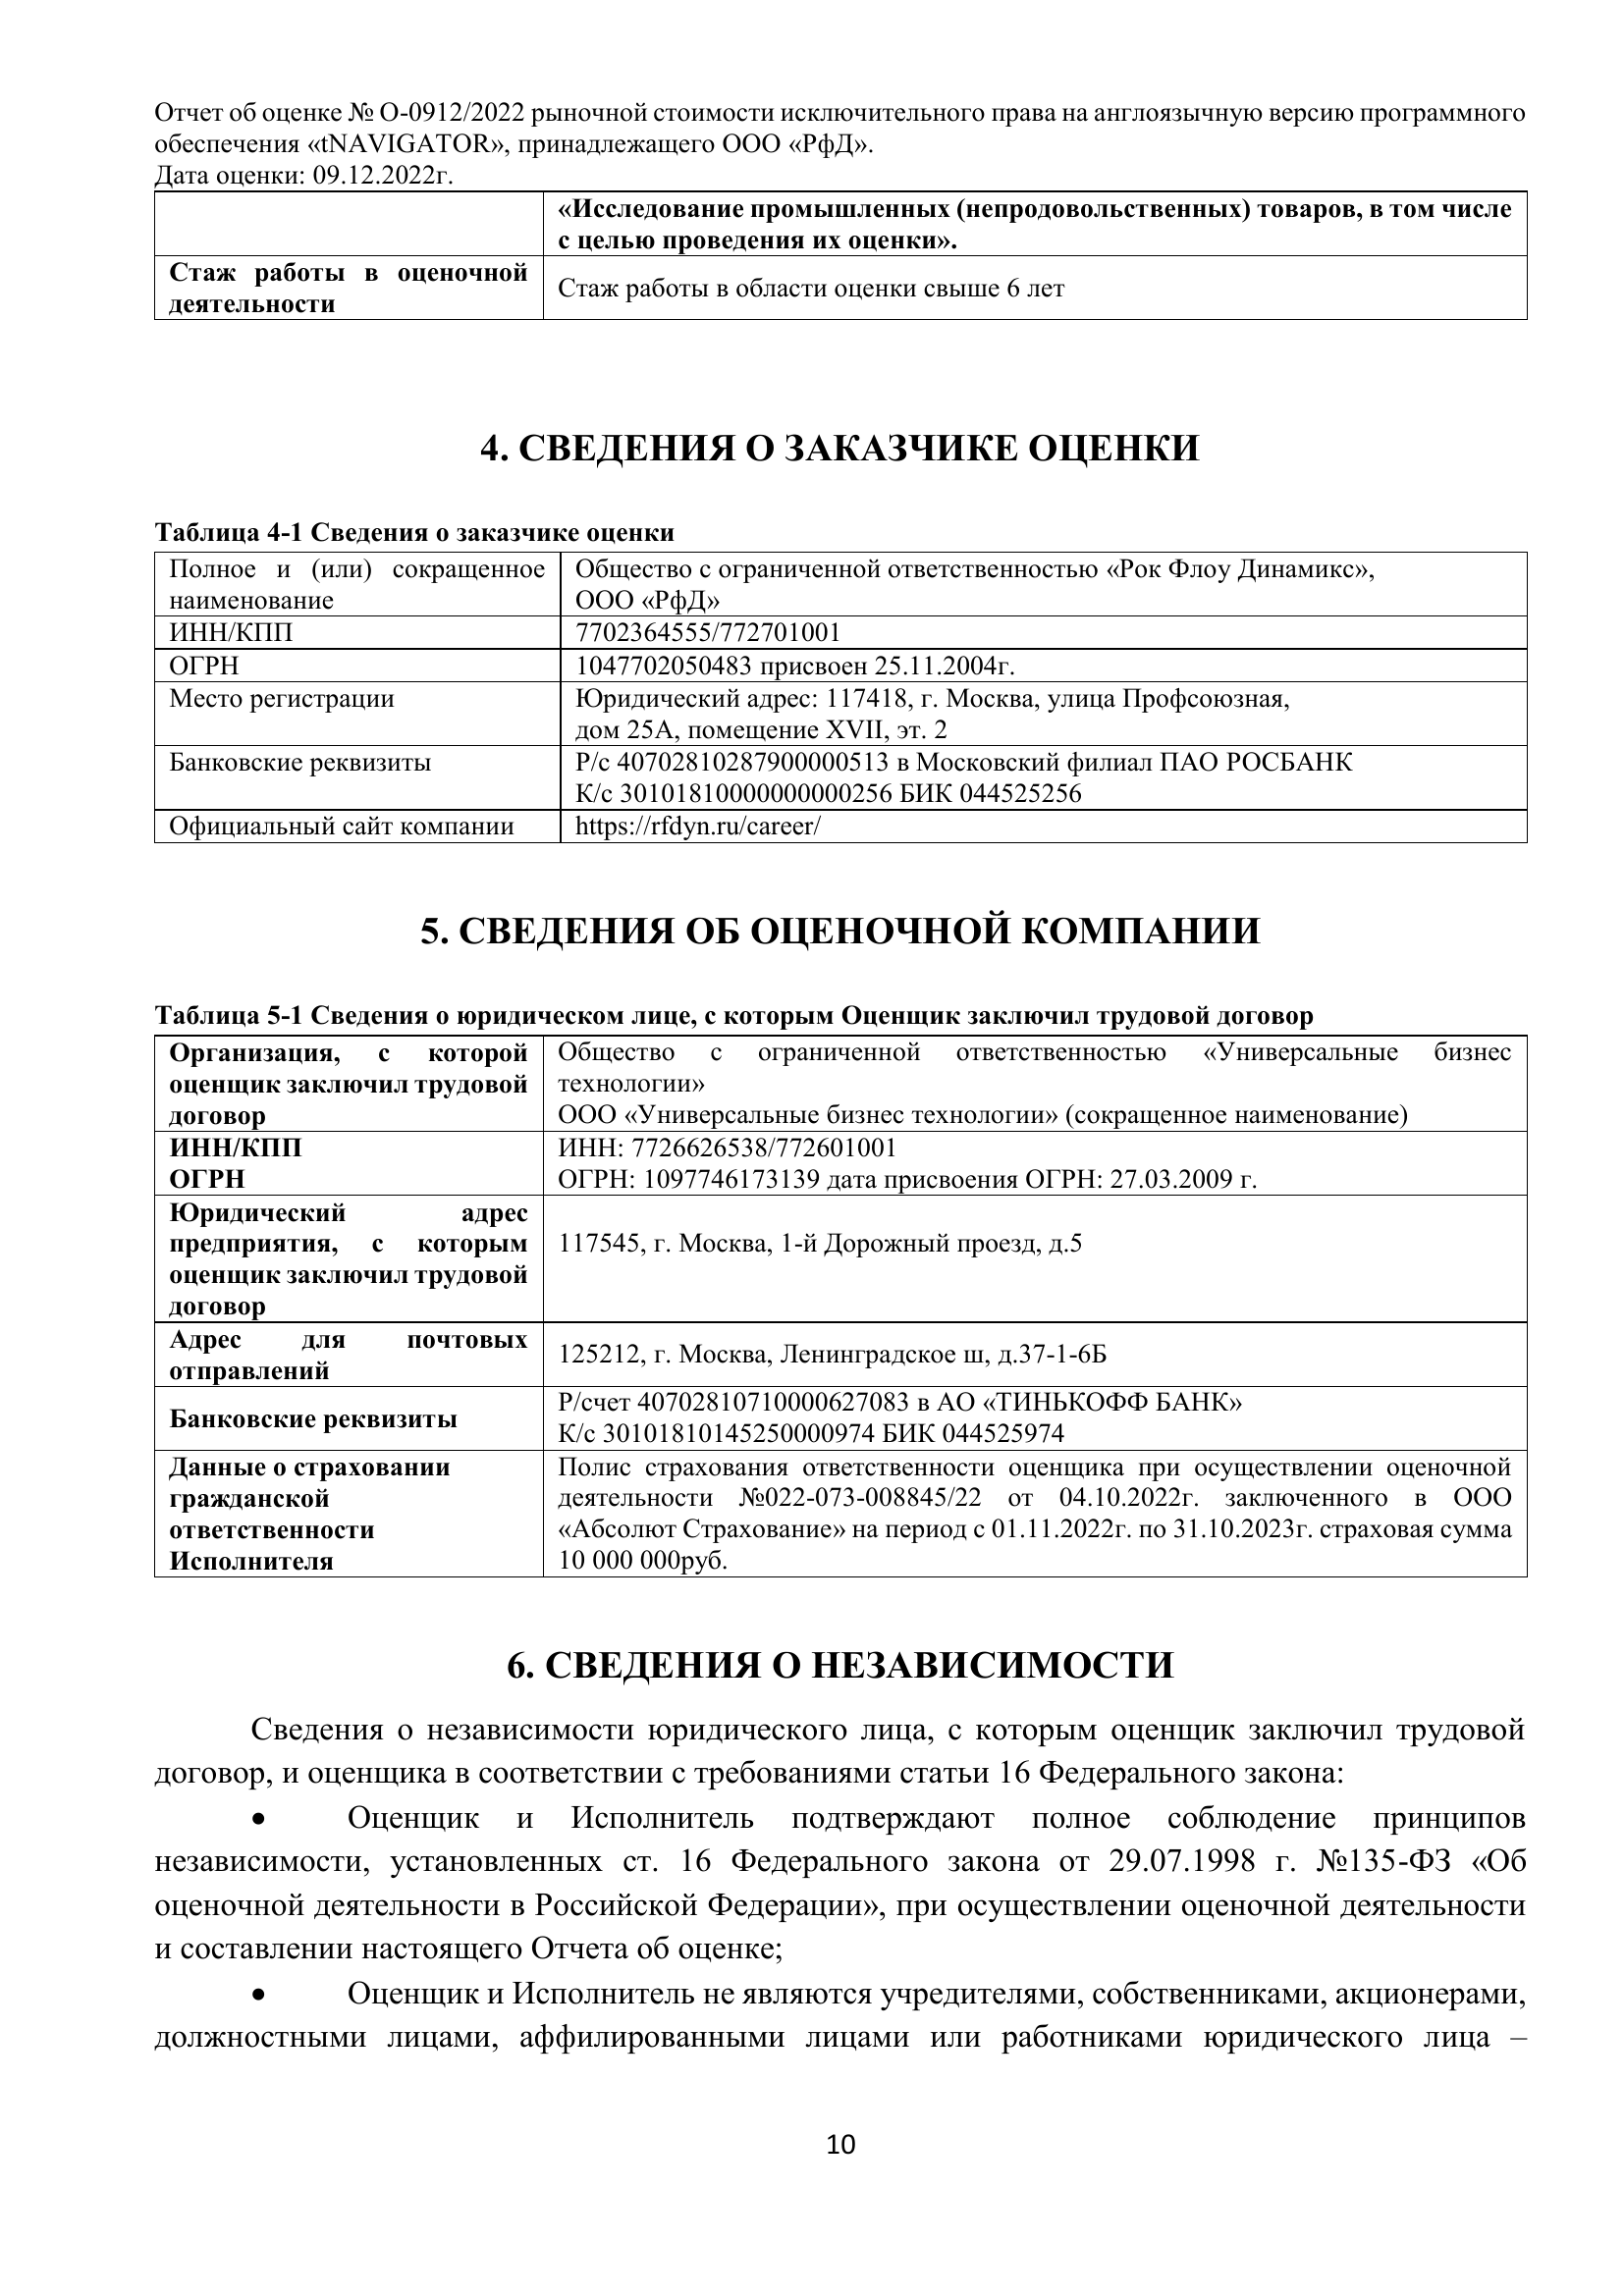 Отчет об оценке № О-0912/2022 рыночной стоимости исключительного права на англоязычную версию программного
обеспечения «tNAVIGATOR», принадлежащего ООО «РфД».
Дата оценки: 09.12.2022г.
«Исследование промышленных (непродовольственных) товаров, в том числе
с целью проведения их оценки».
Стаж работы в оценочной
деятельности
Стаж работы в области оценки свыше 6 лет
4. СВЕДЕНИЯ О ЗАКАЗЧИКЕ ОЦЕНКИ
Таблица 4-1 Сведения о заказчике оценки
Полное и (или) сокращенное
наименование
Общество с ограниченной ответственностью «Рок Флоу Динамикс»,
ООО «РфД»
ИНН/КПП
7702364555/772701001
ОГРН
1047702050483 присвоен 25.11.2004г.
Место регистрации
Юридический адрес: 117418, г. Москва, улица Профсоюзная,
дом 25А, помещение XVII, эт. 2
Банковские реквизиты
Р/с 40702810287900000513 в Московский филиал ПАО РОСБАНК
К/с 30101810000000000256 БИК 044525256
Официальный сайт компании
https://rfdyn.ru/career/
5. СВЕДЕНИЯ ОБ ОЦЕНОЧНОЙ КОМПАНИИ
Таблица 5-1 Сведения о юридическом лице, с которым Оценщик заключил трудовой договор
Организация, с которой
оценщик заключил трудовой
договор
Общество с ограниченной ответственностью «Универсальные бизнес
технологии»
ООО «Универсальные бизнес технологии» (сокращенное наименование)
ИНН/КПП
ОГРН
ИНН: 7726626538/772601001
ОГРН: 1097746173139 дата присвоения ОГРН: 27.03.2009 г.
Юридический адрес
предприятия, с которым
оценщик заключил трудовой
договор
117545, г. Москва, 1-й Дорожный проезд, д.5
Адрес для почтовых
отправлений
125212, г. Москва, Ленинградское ш, д.37-1-6Б
Банковские реквизиты
Р/счет 40702810710000627083 в АО «ТИНЬКОФФ БАНК»
К/с 30101810145250000974 БИК 044525974
Данные о страховании
гражданской
ответственности
Исполнителя
Полис страхования ответственности оценщика при осуществлении оценочной
деятельности №022-073-008845/22 от 04.10.2022г. заключенного в ООО
«Абсолют Страхование» на период с 01.11.2022г. по 31.10.2023г. страховая сумма
10 000 000руб.
6. СВЕДЕНИЯ О НЕЗАВИСИМОСТИ
Сведения о независимости юридического лица, с которым оценщик заключил трудовой
договор, и оценщика в соответствии с требованиями статьи 16 Федерального закона:
• Оценщик и Исполнитель подтверждают полное соблюдение принципов
независимости, установленных ст. 16 Федерального закона от 29.07.1998 г. №135-ФЗ «Об
оценочной деятельности в Российской Федерации», при осуществлении оценочной деятельности
и составлении настоящего Отчета об оценке;
• Оценщик и Исполнитель не являются учредителями, собственниками, акционерами,
должностными лицами, аффилированными лицами или работниками юридического лица –
10